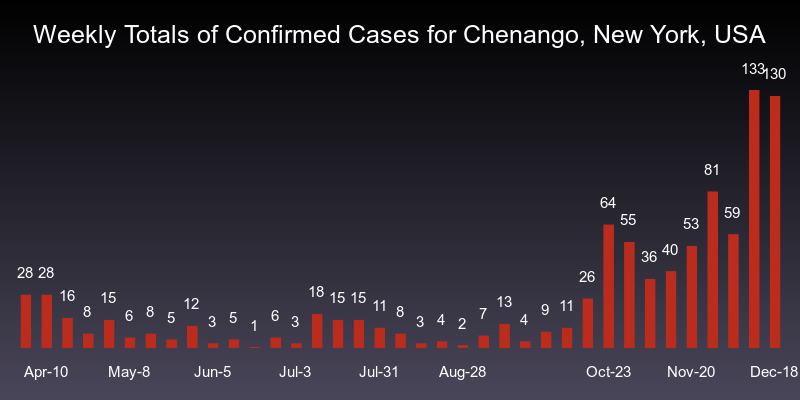 Weekly Totals of Confirmed Cases for Chenango, New York, USA
28 28 16 8 15 6 8 5 12 3 5 1 6 3 18 15 15 11 8 3 4 2 7 13 4 9 11 26 64 55 36 40 53 81 59 133 130
Apr-10 May-8 Jun-5 Jul-3 Jul-31 Aug-28 Oct-23 Nov-20 Dec-18